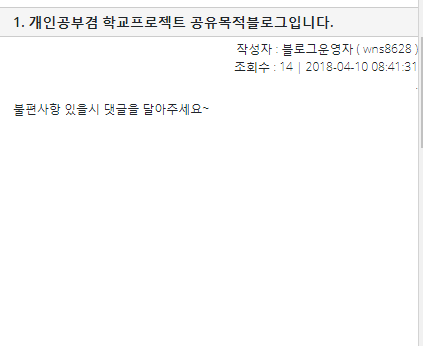 1. 개인공부겸 학교프로젝트 공유목적블로그입니다.
작성자 : 블로그운영자 ( wns8628 )
조회수 : 14 | 2018-04-10 08:41:31
.
불편사항 있을시 댓글을 달아주세요~